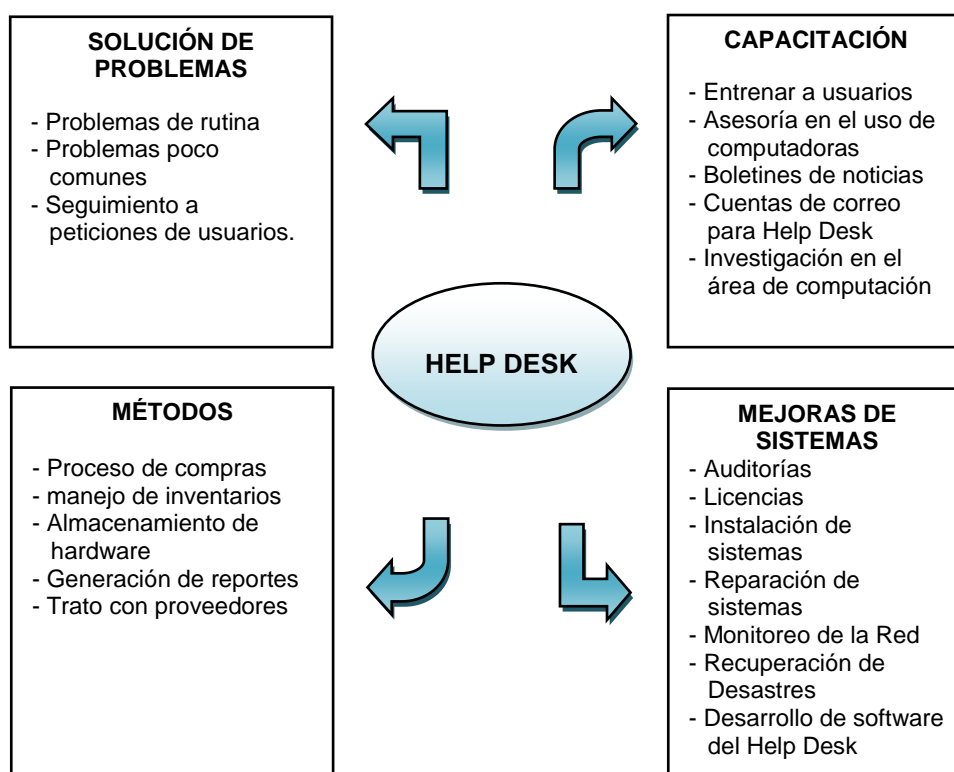 SOLUCIÓN DE
PROBLEMAS
- Problemas de rutina
- Problemas poco
comunes
- Seguimiento a
peticiones de usuarios.
CAPACITACIÓN
- Entrenar a usuarios
- Asesoría en el uso de
computadoras
- Boletines de noticias
- Cuentas de correo
para Help Desk
- Investigación en el
área de computación
HELP DESK
MÉTODOS
- Proceso de compras
- manejo de inventarios
- Almacenamiento de
hardware
- Generación de reportes
- Trato con proveedores
MEJORAS DE
SISTEMAS
- Auditorías
- Licencias
- Instalación de
sistemas
- Reparación de
sistemas
- Monitoreo de la Red
- Recuperación de
Desastres
- Desarrollo de software
del Help Desk